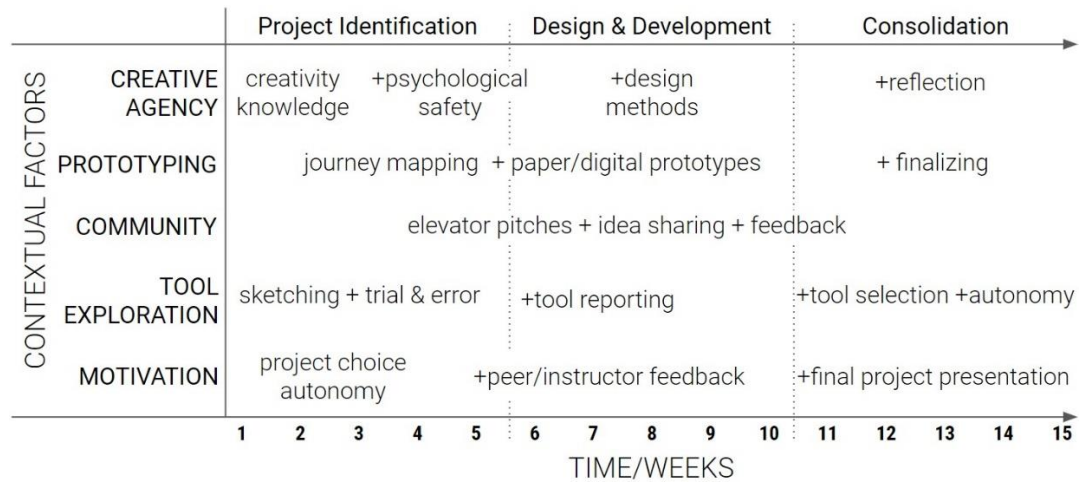 Project Identification Design & Development Consolidation
CONTEXTUAL FACTORS
CREATIVE AGENCY
creativity knowledge
+psychological safety
+design methods
+reflection
PROTOTYPING
journey mapping + paper/digital prototypes
+ finalizing
COMMUNITY
elevator pitches + idea sharing + feedback
TOOL EXPLORATION
sketching + trial & error
+tool reporting
+tool selection +autonomy
MOTIVATION
project choice autonomy
+peer/instructor feedback
+final project presentation
1 2 3 4 5 6 7 8 9 10 11 12 13 14 15
TIME/WEEKS